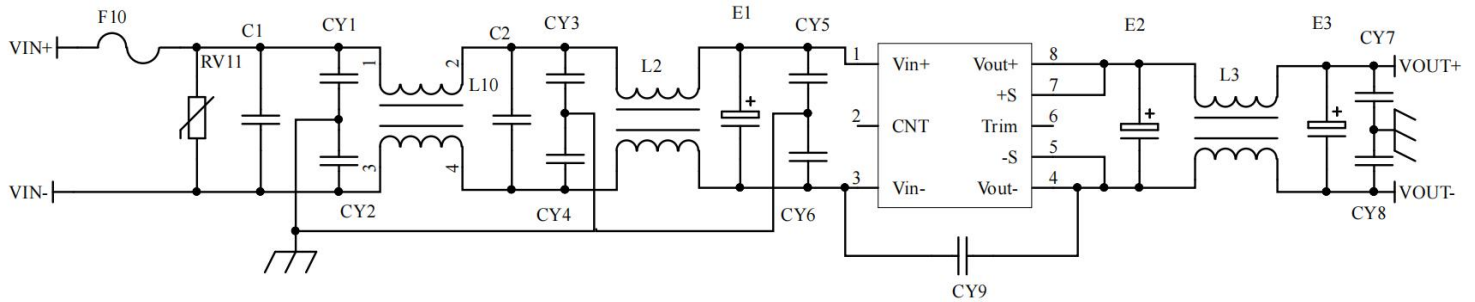 F10
C1
CY1
C2
CY3
E1
CY5
E2
E3
CY7
VIN+
RV11
1
2
L10
L2
1
Vin+
Vout+
8
L3
VOUT+
+S
7
2
CNT
Trim
6
+
+
+
-S
5
3
4
3
Vin-
Vout-
4
VIN-
VOUT-
CY2
CY4
CY6
CY8
CY9